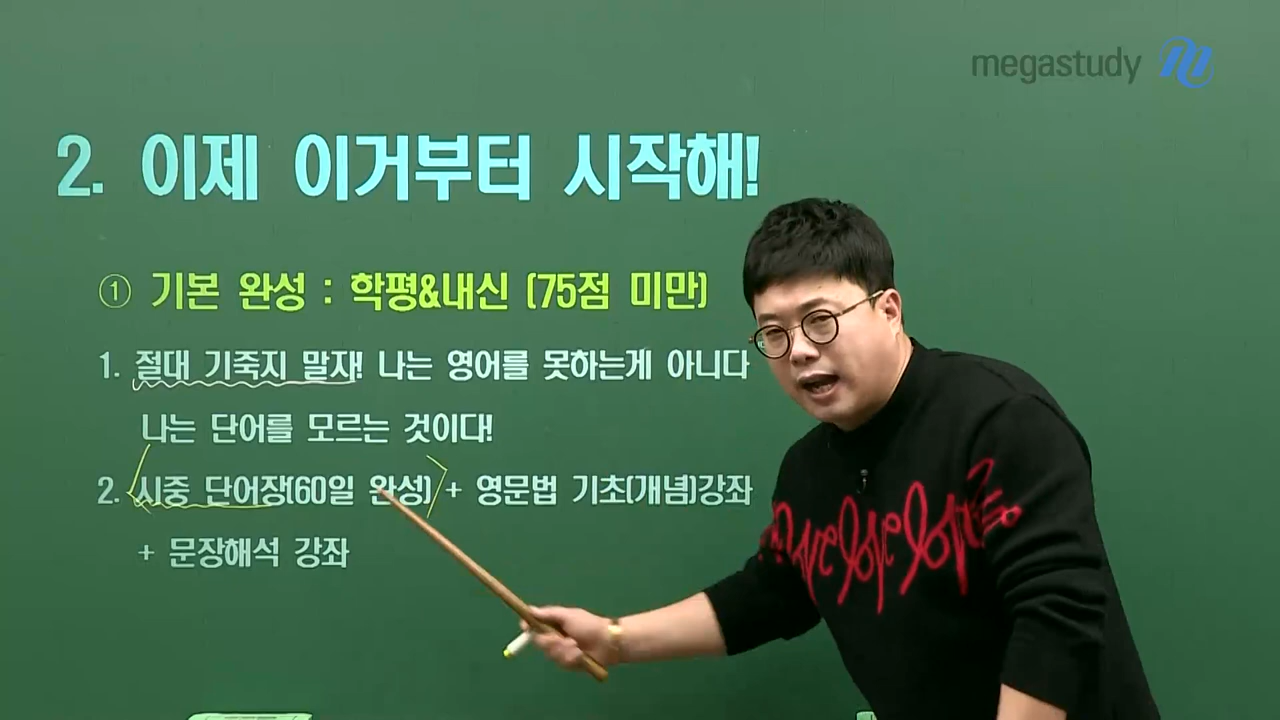 megastudy
2. 이제 이거부터 시작해!
① 기본 완성 : 학평&내신 (75점 미만)
1. 절대 기죽지 말자! 나는 영어를 못하는게 아니다
나는 단어를 모르는 것이다!
2. 시중 단어장(60일 완성) + 영문법 기초(개념)강좌
+ 문장해석 강좌